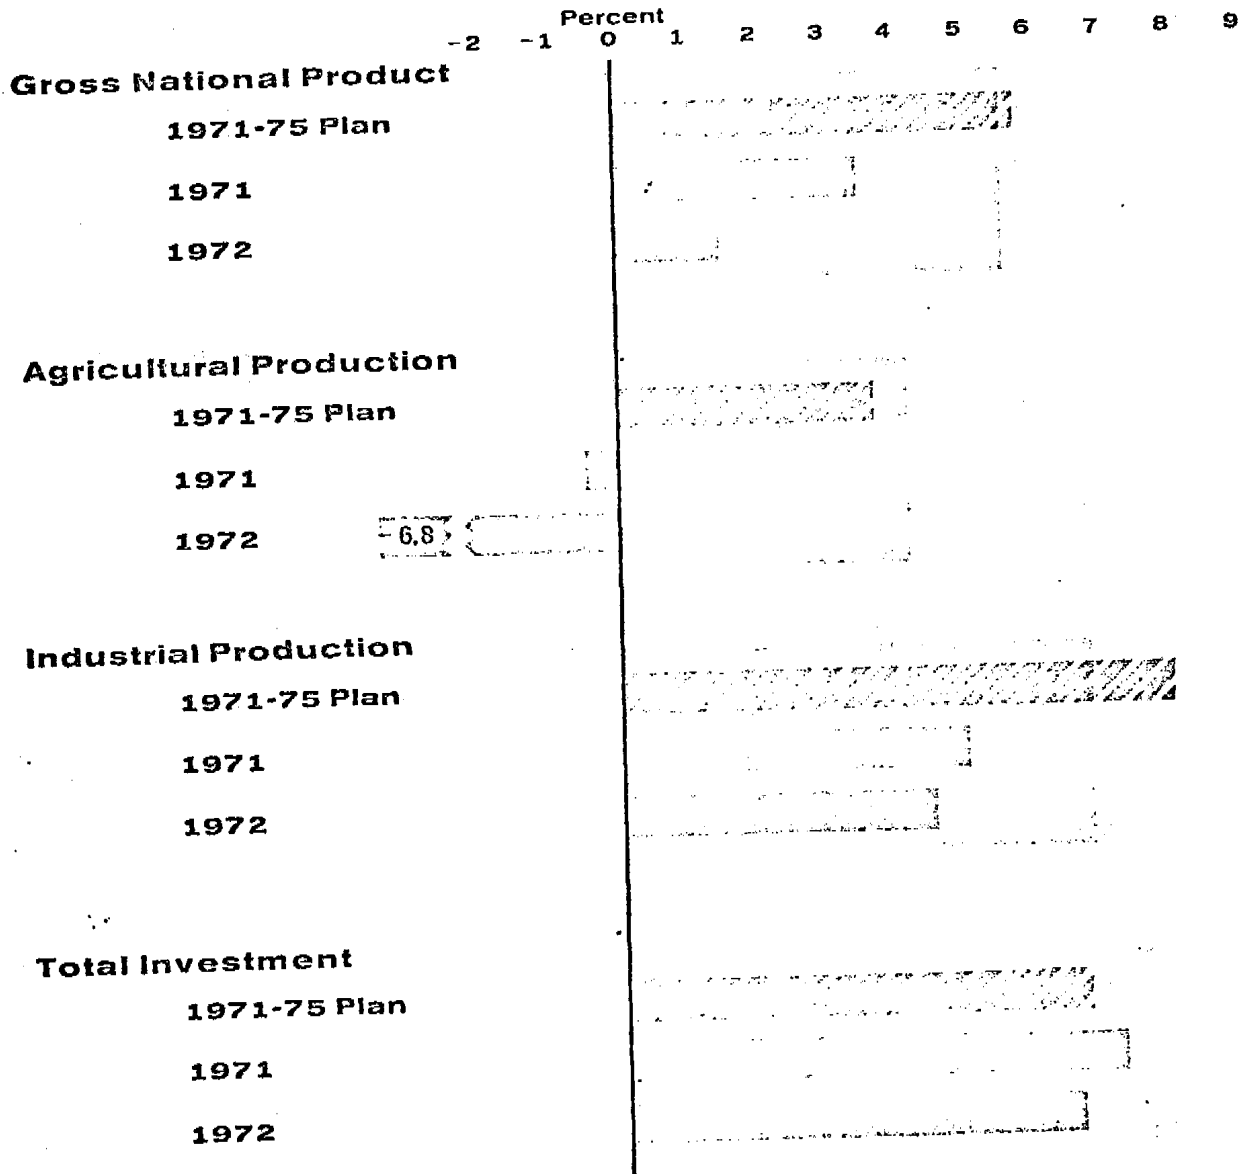 Percent
-2 -1 0 1 2 3 4 5 6 7 8 9
Gross National Product
1971-75 Plan
1971
1972
Agricultural Production
1971-75 Plan
1971
1972 -6.8
Industrial Production
1971-75 Plan
1971
1972
Total Investment
1971-75 Plan
1971
1972